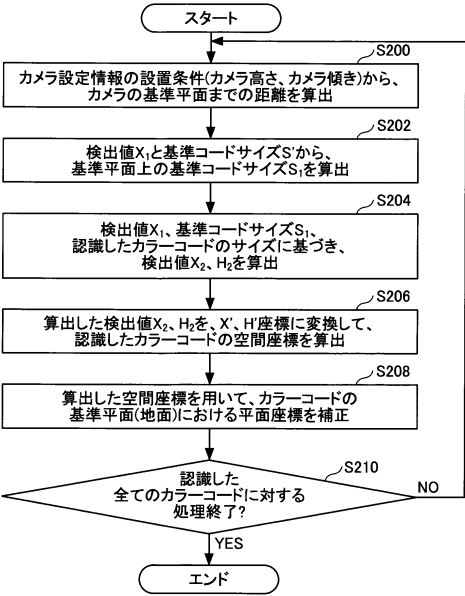 スタート
S200
カメラ設定情報の設置条件(カメラ高さ、カメラ傾き)から、
カメラの基準平面までの距離を算出
S202
検出値X₁と基準コードサイズS'から、
基準平面上の基準コードサイズS₁を算出
S204
検出値X₁、基準コードサイズS₁、
認識したカラーコードのサイズに基づき、
検出値X₂、H₂を算出
S206
算出した検出値X₂、H₂を、X'、H'座標に変換して、
認識したカラーコードの空間座標を算出
S208
算出した空間座標を用いて、カラーコードの
基準平面(地面)における平面座標を補正
S210
認識した
全てのカラーコードに対する
処理終了?
NO
YES
エンド